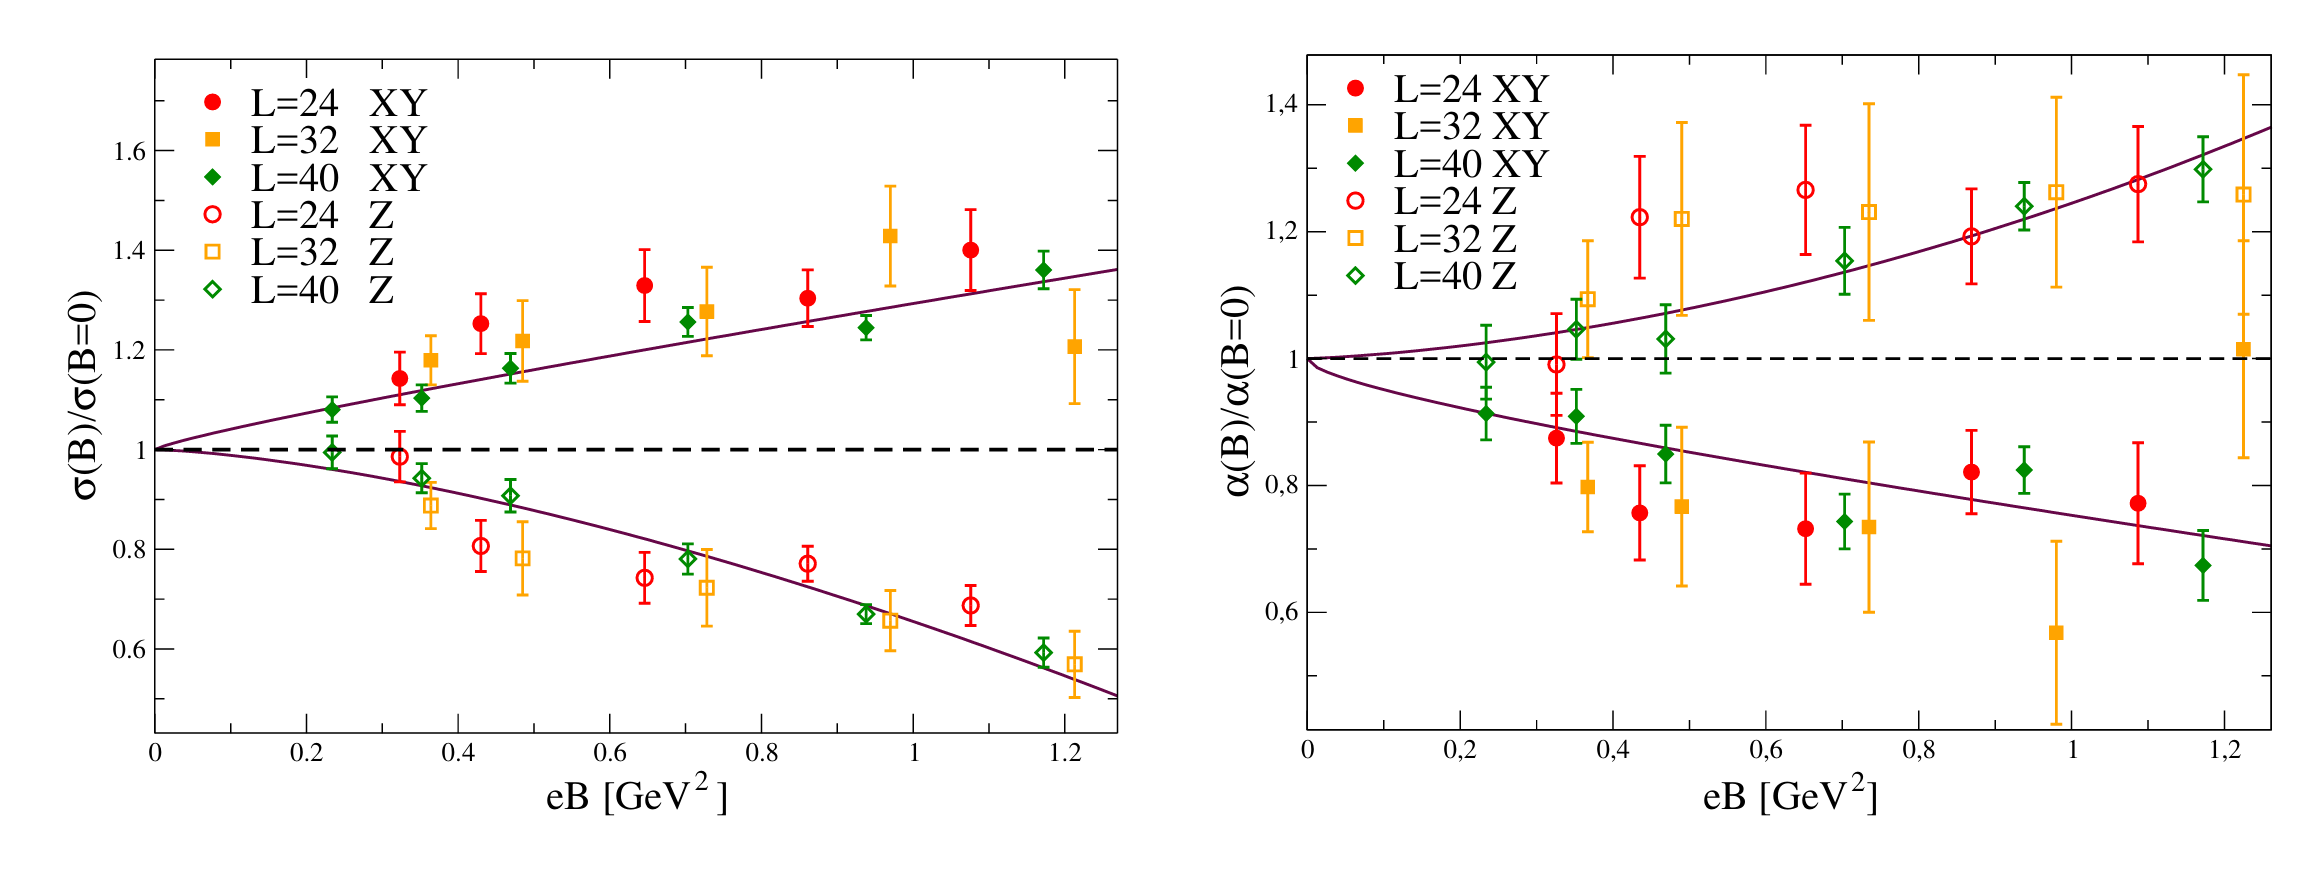 L=24 XY
L=32 XY
L=40 XY
L=24 Z
L=32 Z
L=40 Z
1.6
1.4
1.2
1
0.8
0.6
σ(B)/σ(B=0)
0 0.2 0.4 0.6 0.8 1 1.2
eB [GeV²]
L=24 XY
L=32 XY
L=40 XY
L=24 Z
L=32 Z
L=40 Z
1,4
1,2
1
0,8
0,6
α(B)/α(B=0)
0 0,2 0,4 0,6 0,8 1 1,2
eB [GeV²]